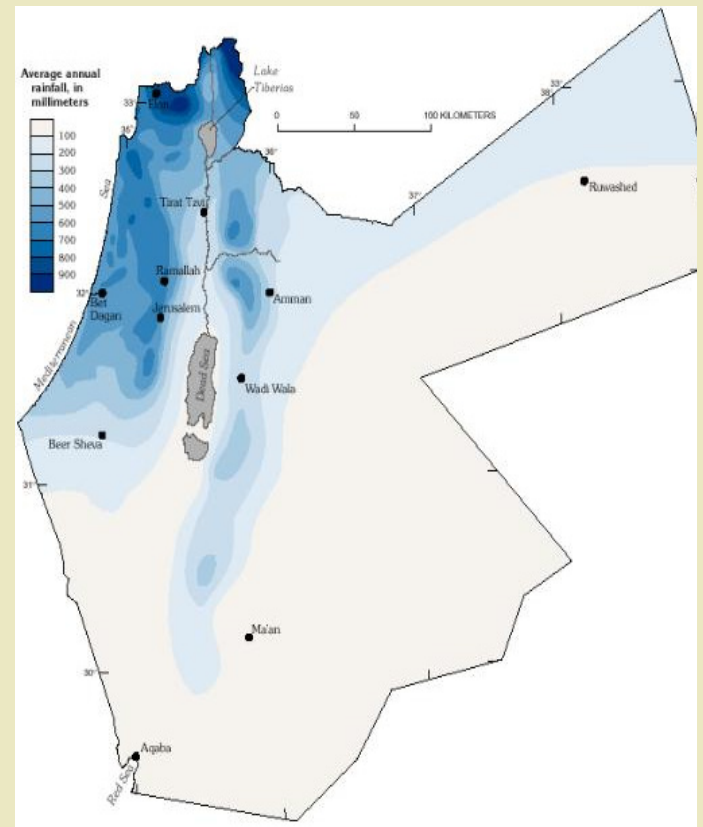 Average annual
rainfall, in
millimeters
100
200
300
400
500
600
700
800
900
Lake
Tiberias
0 50 100 KILOMETERS
Elon
33°
35°
36°
37°
38°
33°
Sea
Tirat Tzvi
Ruwashed
Ramallah
32°
Bet
Dagan
Jerusalem
Amman
Mediterranean
Dead Sea
Wadi Wala
Beer Sheva
31°
Ma'an
30°
Aqaba
Red Sea